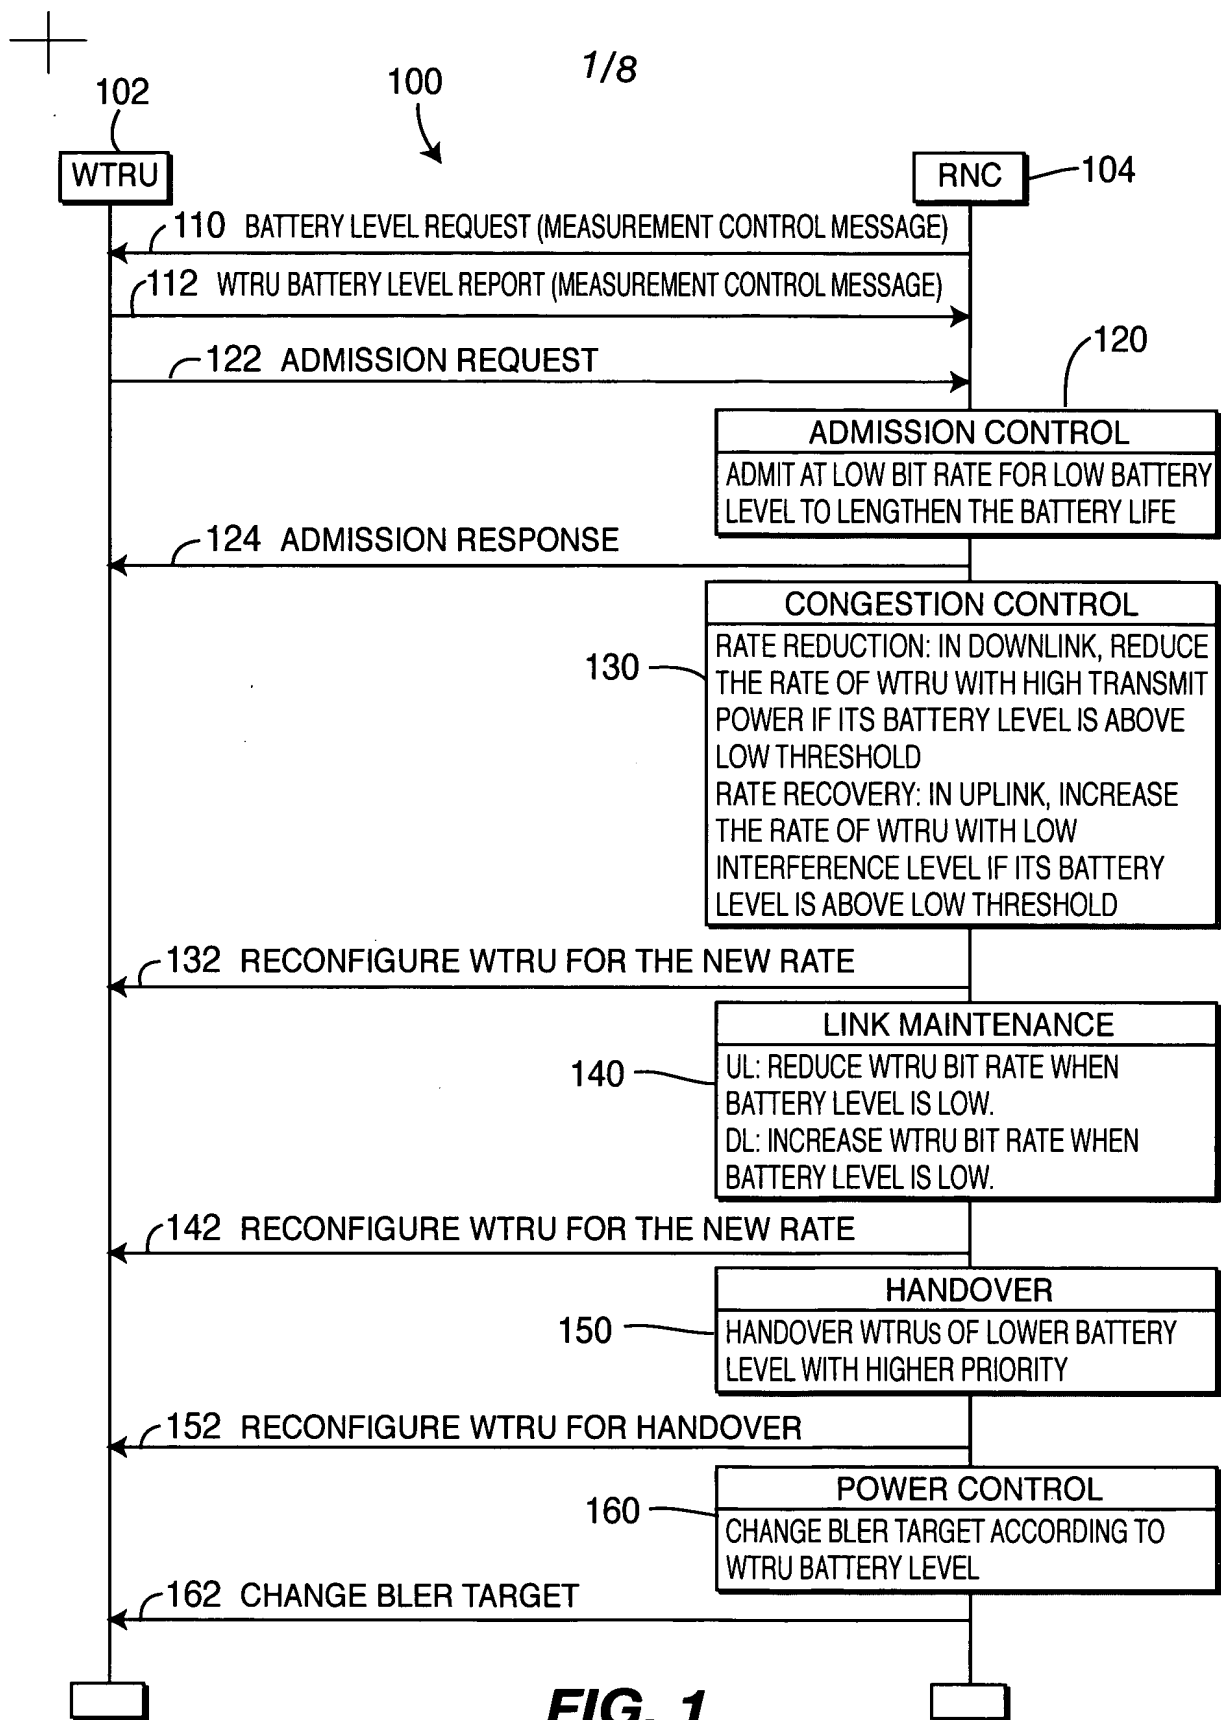 1/8
102
100
WTRU
RNC
104
110 BATTERY LEVEL REQUEST (MEASUREMENT CONTROL MESSAGE)
112 WTRU BATTERY LEVEL REPORT (MEASUREMENT CONTROL MESSAGE)
122 ADMISSION REQUEST
120
ADMISSION CONTROL
ADMIT AT LOW BIT RATE FOR LOW BATTERY
LEVEL TO LENGTHEN THE BATTERY LIFE
124 ADMISSION RESPONSE
CONGESTION CONTROL
130
RATE REDUCTION: IN DOWNLINK, REDUCE
THE RATE OF WTRU WITH HIGH TRANSMIT
POWER IF ITS BATTERY LEVEL IS ABOVE
LOW THRESHOLD
RATE RECOVERY: IN UPLINK, INCREASE
THE RATE OF WTRU WITH LOW
INTERFERENCE LEVEL IF ITS BATTERY
LEVEL IS ABOVE LOW THRESHOLD
132 RECONFIGURE WTRU FOR THE NEW RATE
LINK MAINTENANCE
140
UL: REDUCE WTRU BIT RATE WHEN
BATTERY LEVEL IS LOW.
DL: INCREASE WTRU BIT RATE WHEN
BATTERY LEVEL IS LOW.
142 RECONFIGURE WTRU FOR THE NEW RATE
HANDOVER
150
HANDOVER WTRUs OF LOWER BATTERY
LEVEL WITH HIGHER PRIORITY
152 RECONFIGURE WTRU FOR HANDOVER
POWER CONTROL
160
CHANGE BLER TARGET ACCORDING TO
WTRU BATTERY LEVEL
162 CHANGE BLER TARGET
FIG. 1